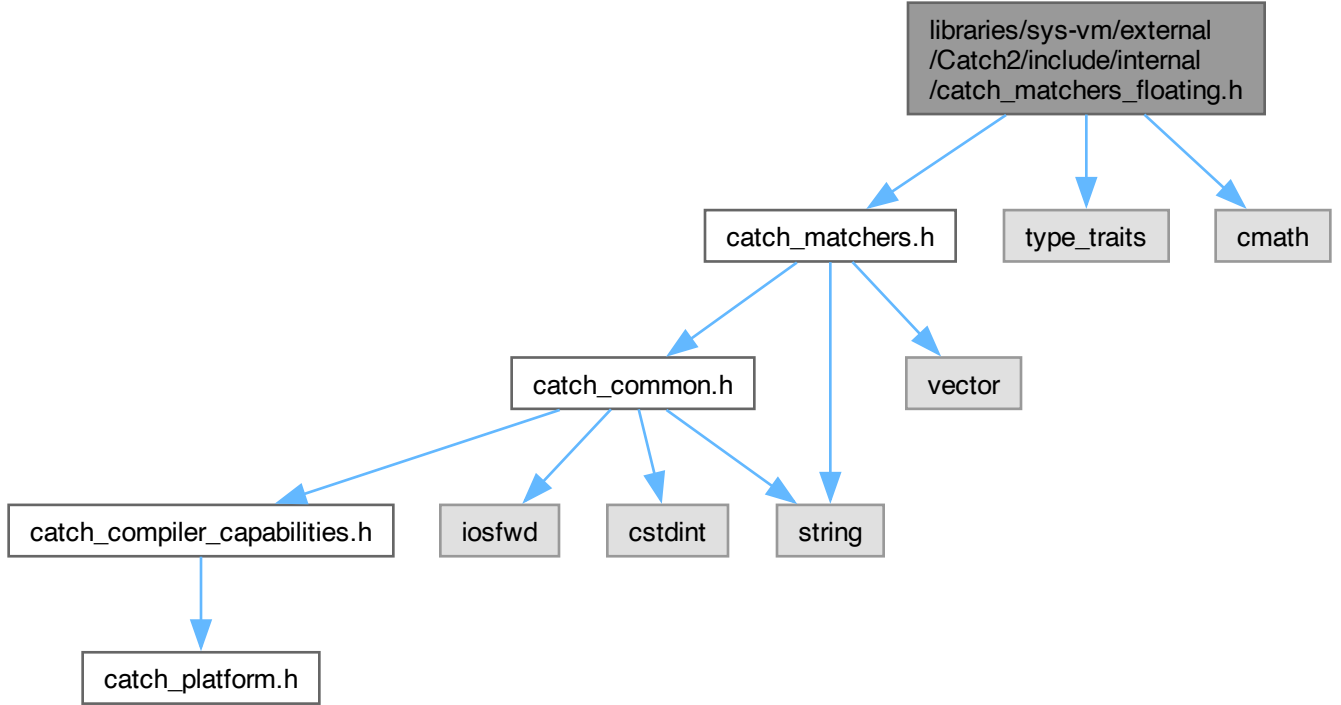 libraries/sys-vm/external
/Catch2/include/internal
/catch_matchers_floating.h
catch_matchers.h
type_traits
cmath
catch_common.h
vector
catch_compiler_capabilities.h
iosfwd
cstdint
string
catch_platform.h